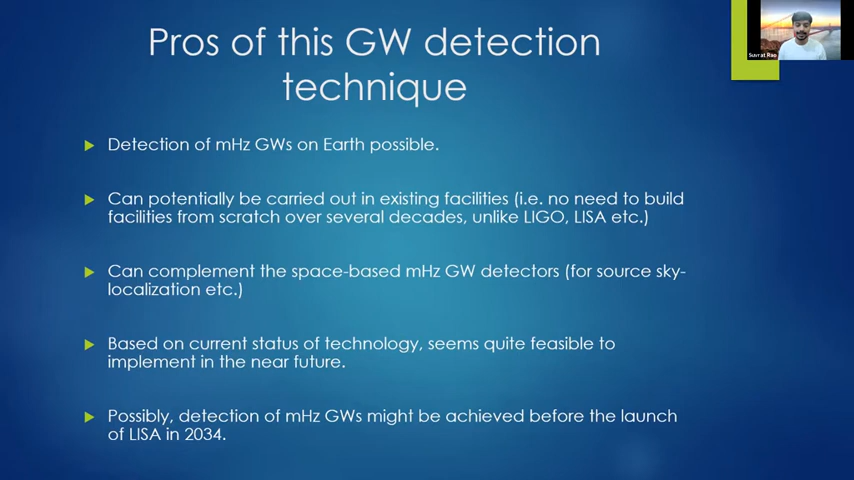 Pros of this GW detection
technique
Suvrat Rao
Detection of mHz GWs on Earth possible.
Can potentially be carried out in existing facilities (i.e. no need to build
facilities from scratch over several decades, unlike LIGO, LISA etc.)
Can complement the space-based mHz GW detectors (for source sky-
localization etc.)
Based on current status of technology, seems quite feasible to
implement in the near future.
Possibly, detection of mHz GWs might be achieved before the launch
of LISA in 2034.